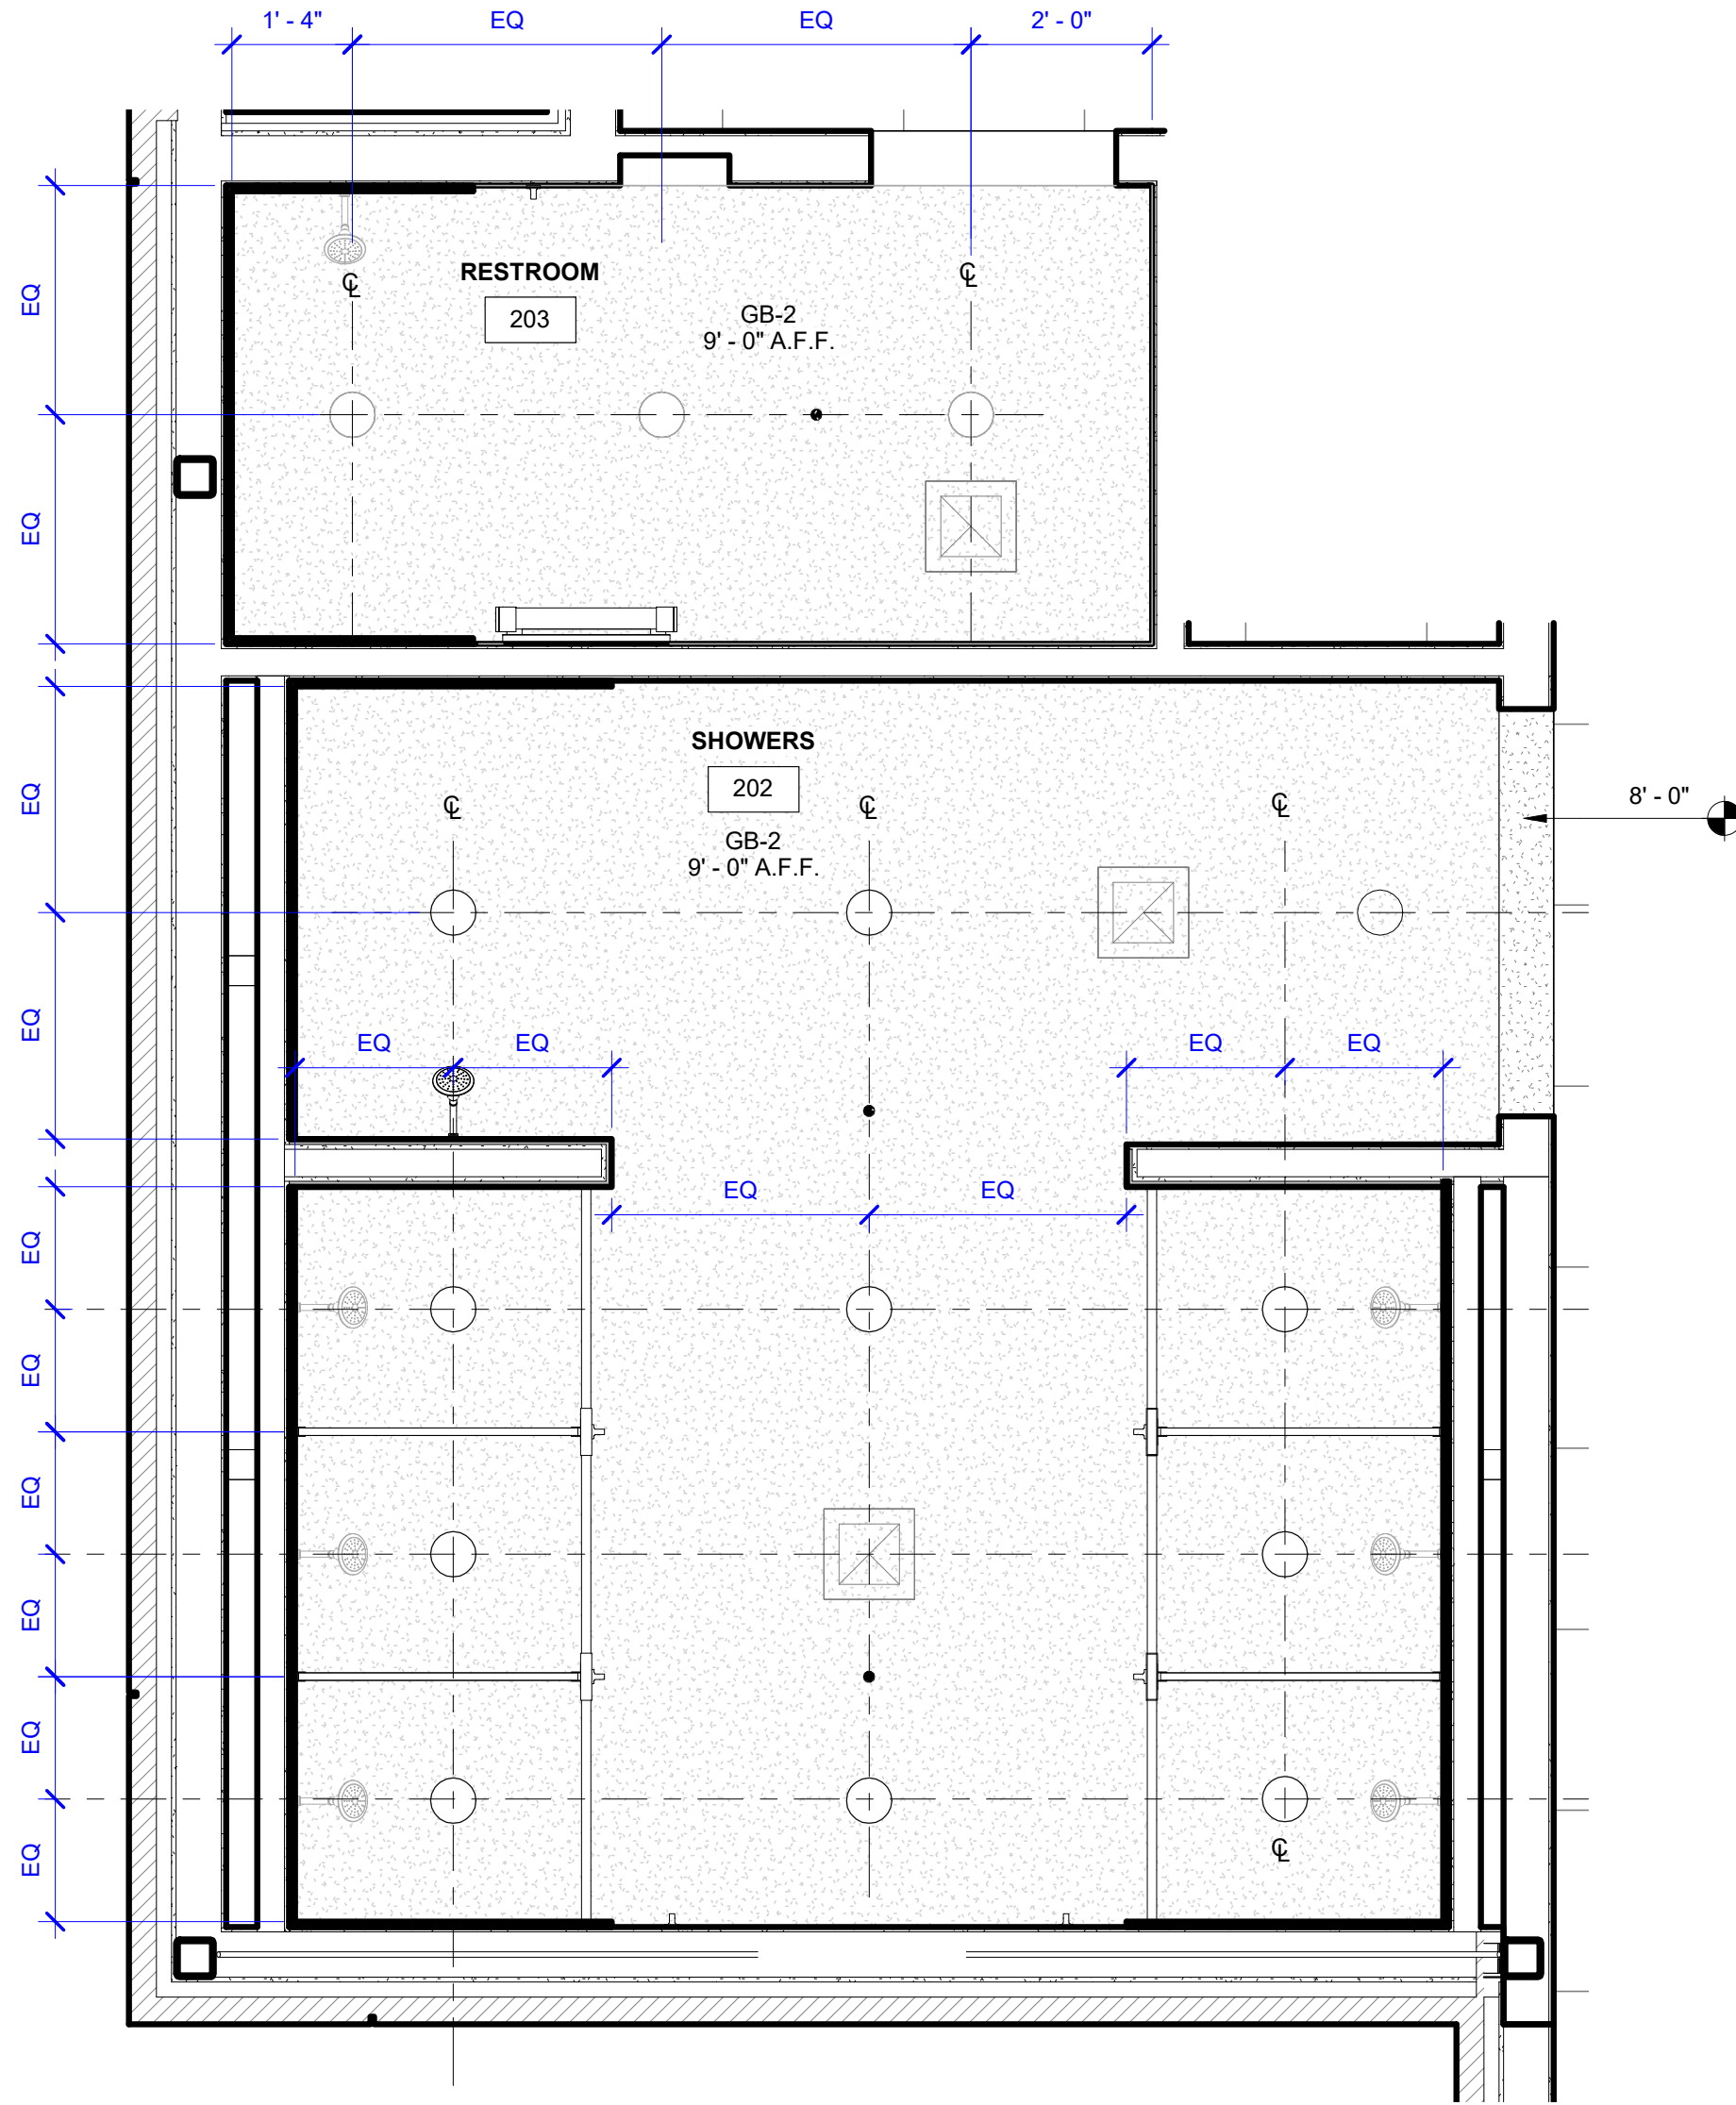 1' - 4"
EQ
EQ
2' - 0"
EQ
RESTROOM
203
GB-2
9' - 0" A.F.F.
℄
℄
EQ
SHOWERS
202
GB-2
9' - 0" A.F.F.
EQ
℄
℄
℄
8' - 0"
EQ
EQ
EQ
EQ
EQ
EQ
EQ
EQ
EQ
EQ
EQ
EQ
℄
EQ